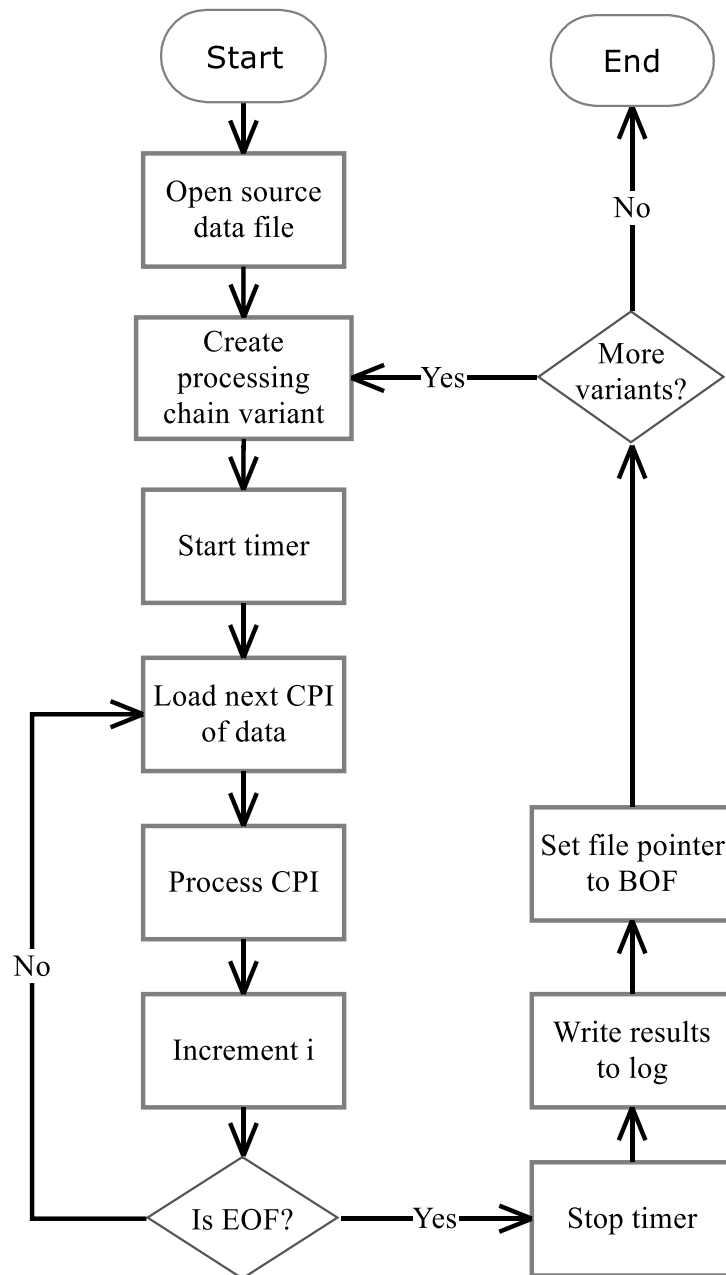 Start
Open source
data file
Create
processing
chain variant
Start timer
Load next CPI
of data
Process CPI
Increment i
Is EOF?
No
Yes
Stop timer
Write results
to log
Set file pointer
to BOF
More
variants?
Yes
No
End